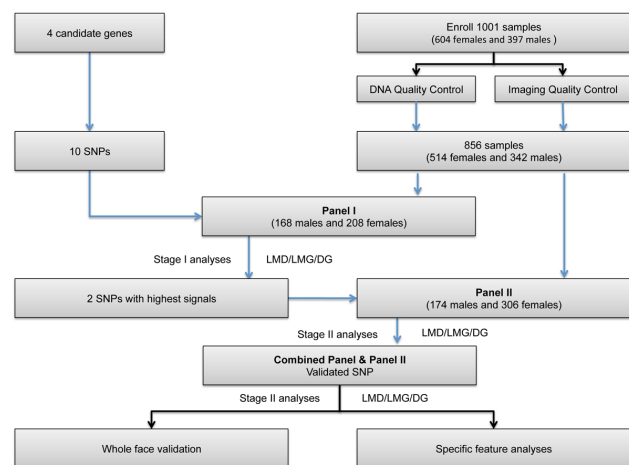 4 candidate genes
Enroll 1001 samples
(604 females and 397 males )
DNA Quality Control
Imaging Quality Control
10 SNPs
856 samples
(514 females and 342 males)
Panel I
(168 males and 208 females)
Stage I analyses
LMD/LMG/DG
2 SNPs with highest signals
Panel II
(174 males and 306 females)
Stage II analyses
LMD/LMG/DG
Combined Panel & Panel II
Validated SNP
Stage II analyses
LMD/LMG/DG
Whole face validation
Specific feature analyses